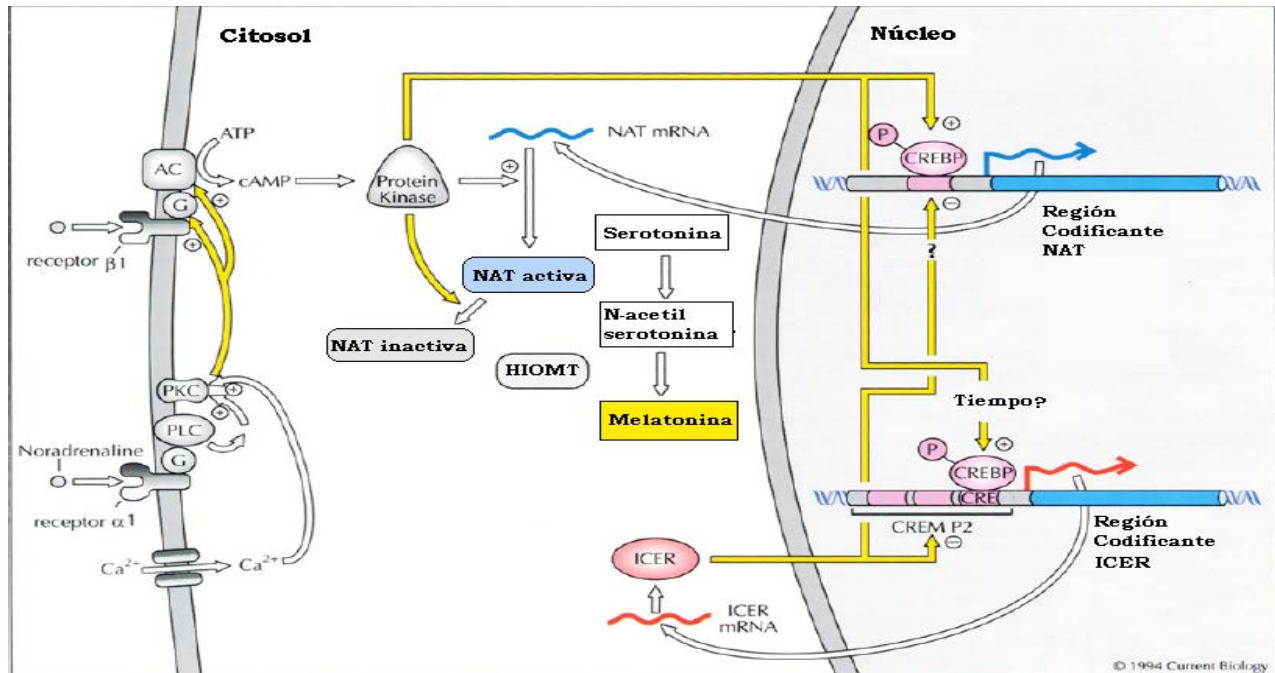 Citosol
Núcleo
ATP
AC
cAMP
G
+
+
receptor β1
Protein
Kinase
+
NAT mRNA
P
CREBP
+
−
?
Región
Codificante
NAT
Serotonina
NAT activa
N-acetil
serotonina
NAT inactiva
HIOMT
Melatonina
PKC
+
+
PLC
G
Noradrenaline
receptor α1
Ca2+
Ca2+
Tiempo?
P
CREBP
+
CRE
CREM P2
−
Región
Codificante
ICER
ICER
ICER
mRNA
© 1994 Current Biology